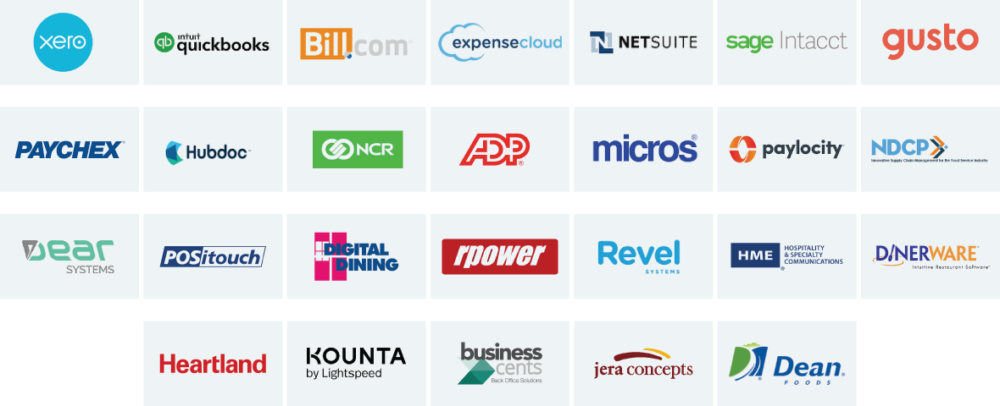 xero
intuit
quickbooks
Bill.com
expensecloud
NETSUITE
sage Intacct
gusto
PAYCHEX®
Hubdoc™
NCR
ADP®
micros®
paylocity
NDCP
Innovative Supply Chain Management for the Food Service Industry
Dear
SYSTEMS
POSitouch
DIGITAL
DINING
rpower
Revel
SYSTEMS
HME®
HOSPITALITY
& SPECIALTY
COMMUNICATIONS
DiNERWARE
Intuitive Restaurant Software
Heartland
KOUNTA
by Lightspeed
business
cents
Back Office Solutions
jera concepts
Dean®
FOODS